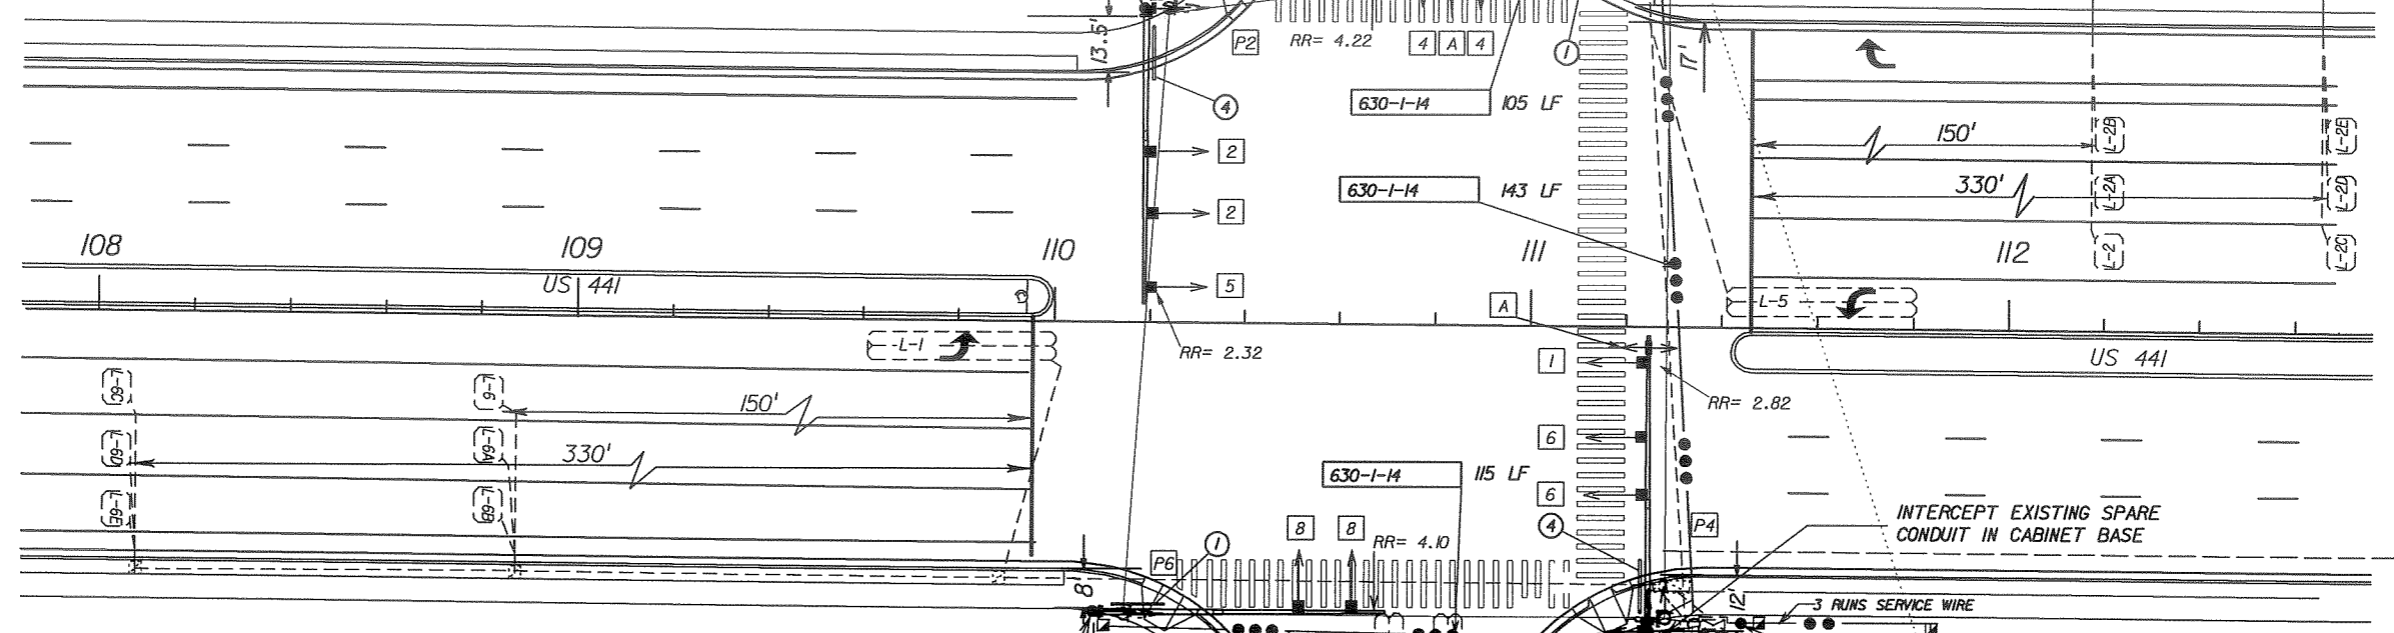 13.5'
P2
RR= 4.22
4 A 4
1
17'
4
630-1-14
105 LF
2
150'
L-2B
L-2E
630-1-14
143 LF
2
330'
L-2A
L-2D
108
109
110
111
112
L-2
L-2C
US 441
5
A
L-5
L-1
RR= 2.32
1
US 441
L-6C
L-6
150'
RR= 2.82
L-6D
L-6A
330'
6
630-1-14
115 LF
6
L-6E
L-6B
8
8
4
P4
INTERCEPT EXISTING SPARE
CONDUIT IN CABINET BASE
RR= 4.10
P6
1
8'
12'
3 RUNS SERVICE WIRE